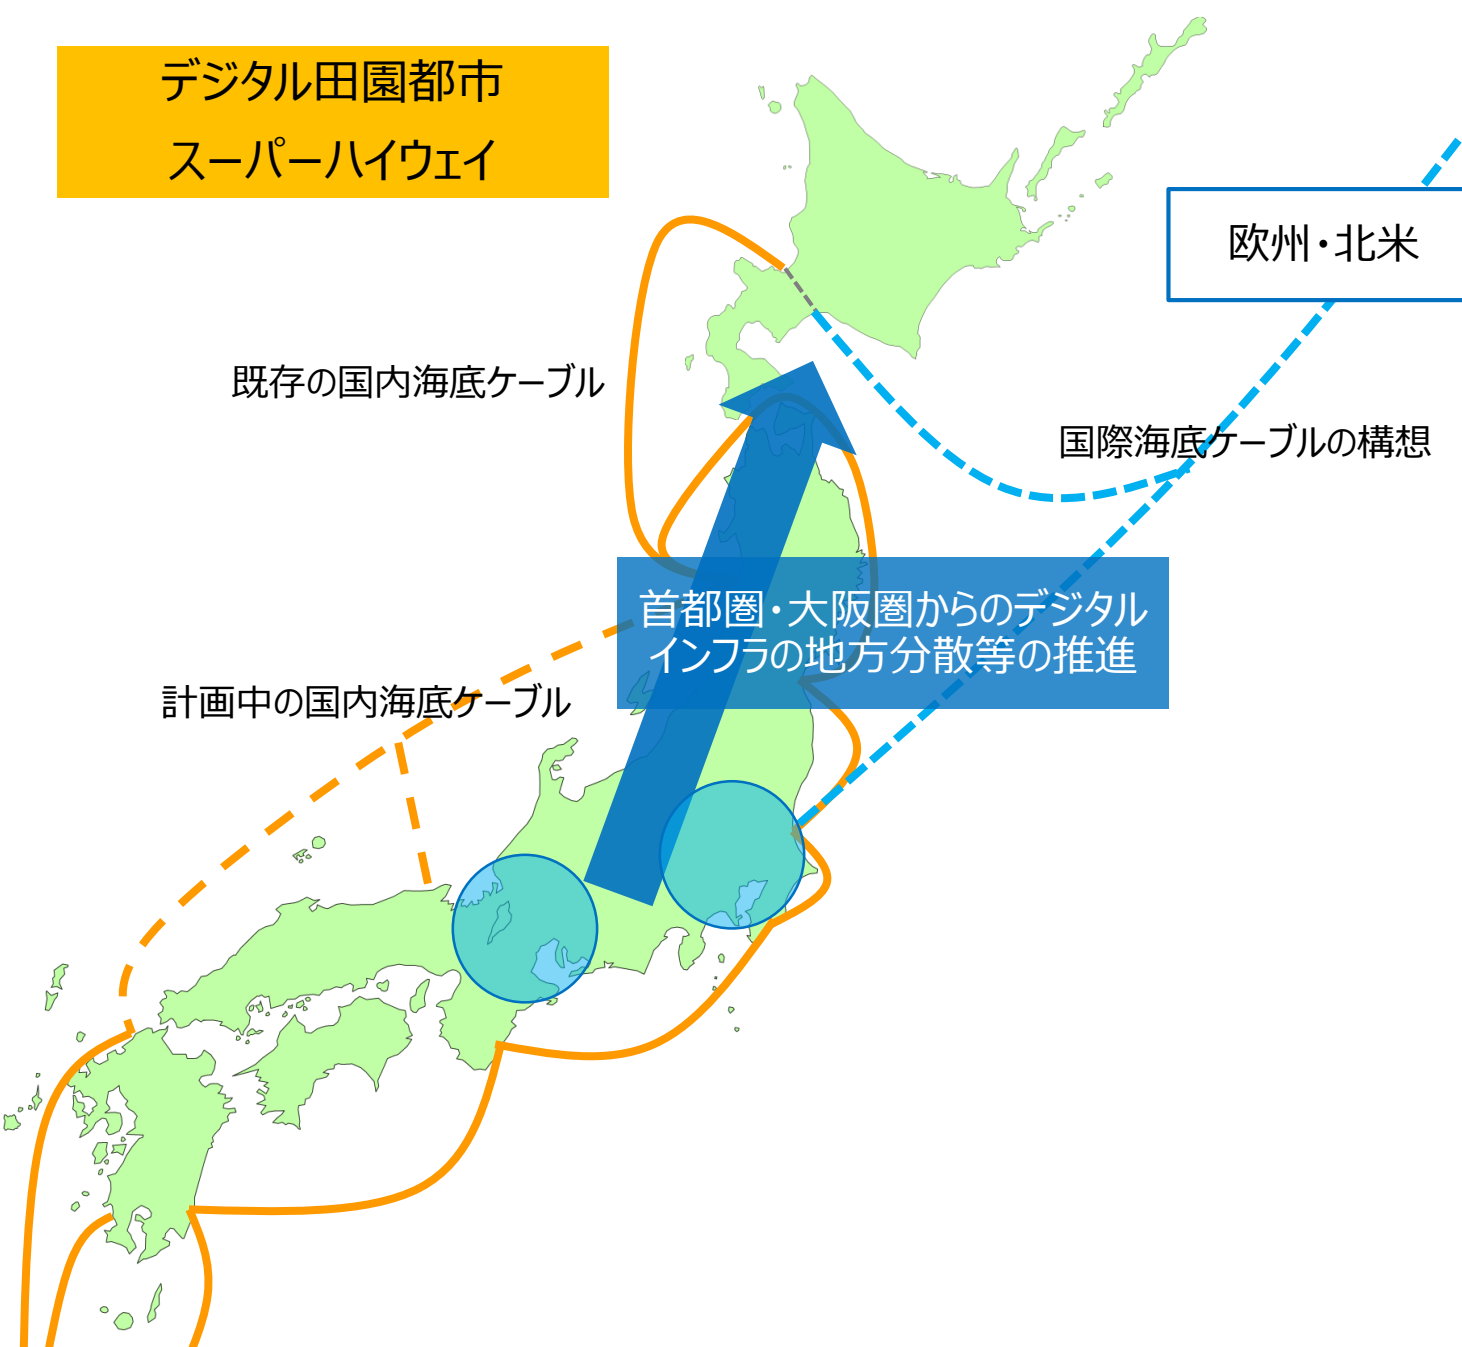 デジタル田園都市
スーパーハイウェイ
欧州・北米
既存の国内海底ケーブル
国際海底ケーブルの構想
首都圏・大阪圏からのデジタル
インフラの地方分散等の推進
計画中の国内海底ケーブル